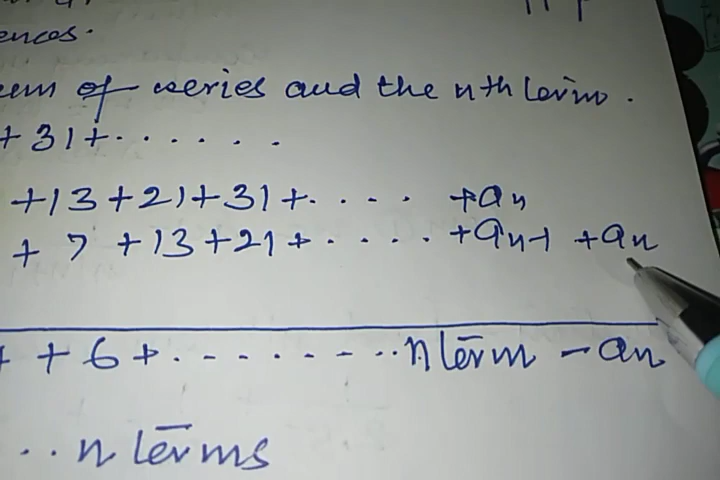 ences.
of series and the nth term.
+ 31 + . . . . . .
+13 +21 +31 + . . . . +an
+ 7 +13 +21 + . . . . . +an-1 +an
+ 6 + . . . . . . . . . n term - an
.. n terms